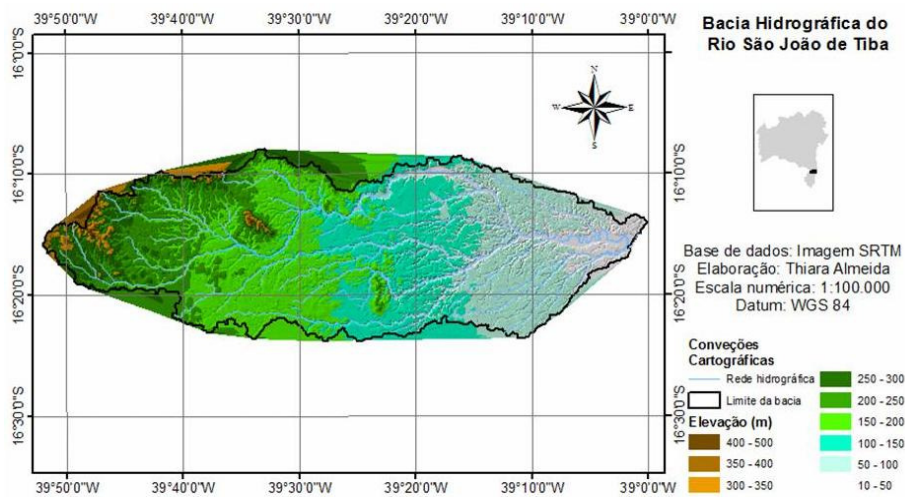 39°50'0"W 39°40'0"W 39°30'0"W 39°20'0"W 39°10'0"W 39°0'0"W
Bacia Hidrográfica do
Rio São João de Tiba
16°0'0"S 16°0'0"S
N
W E
S
16°10'0"S 16°10'0"S
16°20'0"S 16°20'0"S
16°30'0"S 16°30'0"S
39°50'0"W 39°40'0"W 39°30'0"W 39°20'0"W 39°10'0"W 39°0'0"W
Base de dados: Imagem SRTM
Elaboração: Thiara Almeida
Escala numérica: 1:100.000
Datum: WGS 84
Conveções
Cartográficas
Rede hidrográfica
Limite da bacia
Elevação (m)
400 - 500
350 - 400
300 - 350
250 - 300
200 - 250
150 - 200
100 - 150
50 - 100
10 - 50